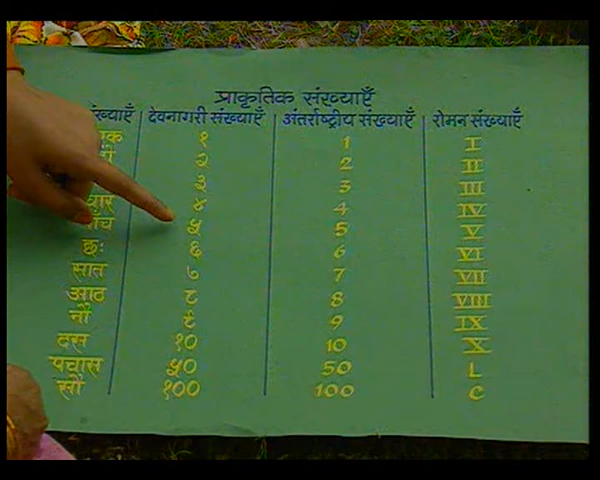 प्राकृतिक संख्याएँ
देवनागरी संख्याएँ अंतर्राष्ट्रीय संख्याएँ रोमन संख्याएँ
१ 1 I
२ 2 II
३ 3 III
४ 4 IV
५ 5 V
छः ६ 6 VI
सात ७ 7 VII
आठ ८ 8 VIII
नौ ९ 9 IX
दस १० 10 X
पचास ५० 50 L
सौ १०० 100 C